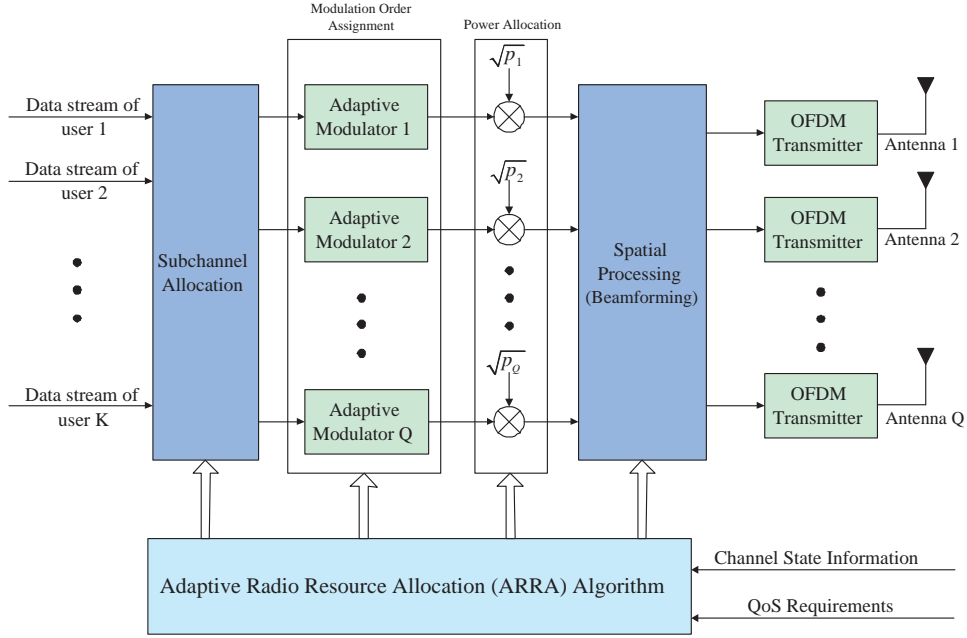 Modulation Order
Assignment
Power Allocation
√p1
Data stream of
user 1
Adaptive
Modulator 1
OFDM
Transmitter
Antenna 1
Data stream of
user 2
√p2
Adaptive
Modulator 2
OFDM
Transmitter
Antenna 2
Subchannel
Allocation
Spatial
Processing
(Beamforming)
√pQ
Data stream of
user K
Adaptive
Modulator Q
OFDM
Transmitter
Antenna Q
Adaptive Radio Resource Allocation (ARRA) Algorithm
Channel State Information
QoS Requirements